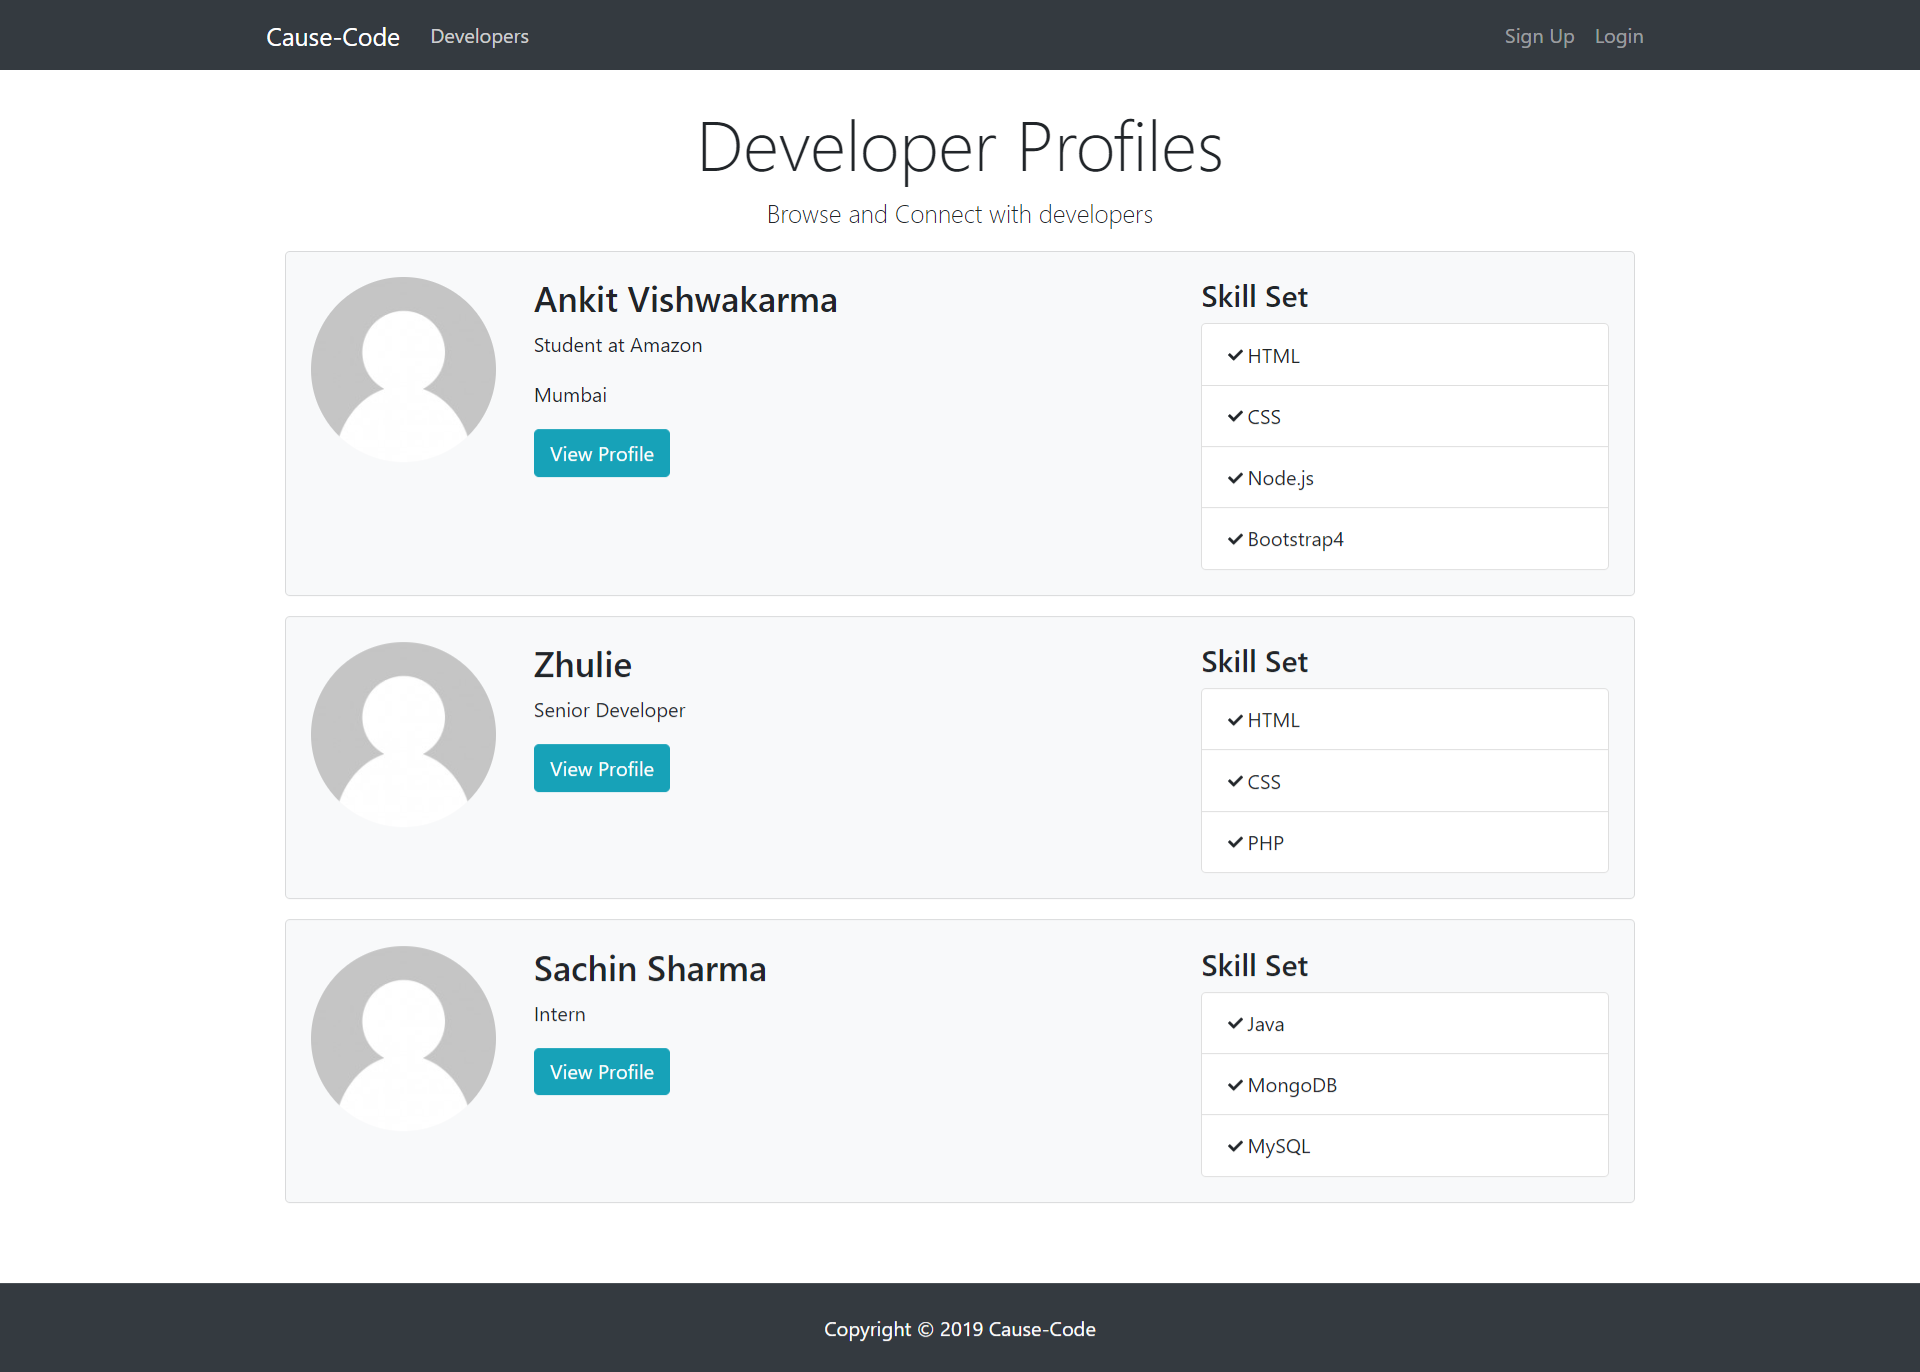 Cause-Code Developers Sign Up Login
Developer Profiles
Browse and Connect with developers
Ankit Vishwakarma
Student at Amazon
Mumbai
View Profile
Skill Set
HTML
CSS
Node.js
Bootstrap4
Zhulie
Senior Developer
View Profile
Skill Set
HTML
CSS
PHP
Sachin Sharma
Intern
View Profile
Skill Set
Java
MongoDB
MySQL
Copyright © 2019 Cause-Code